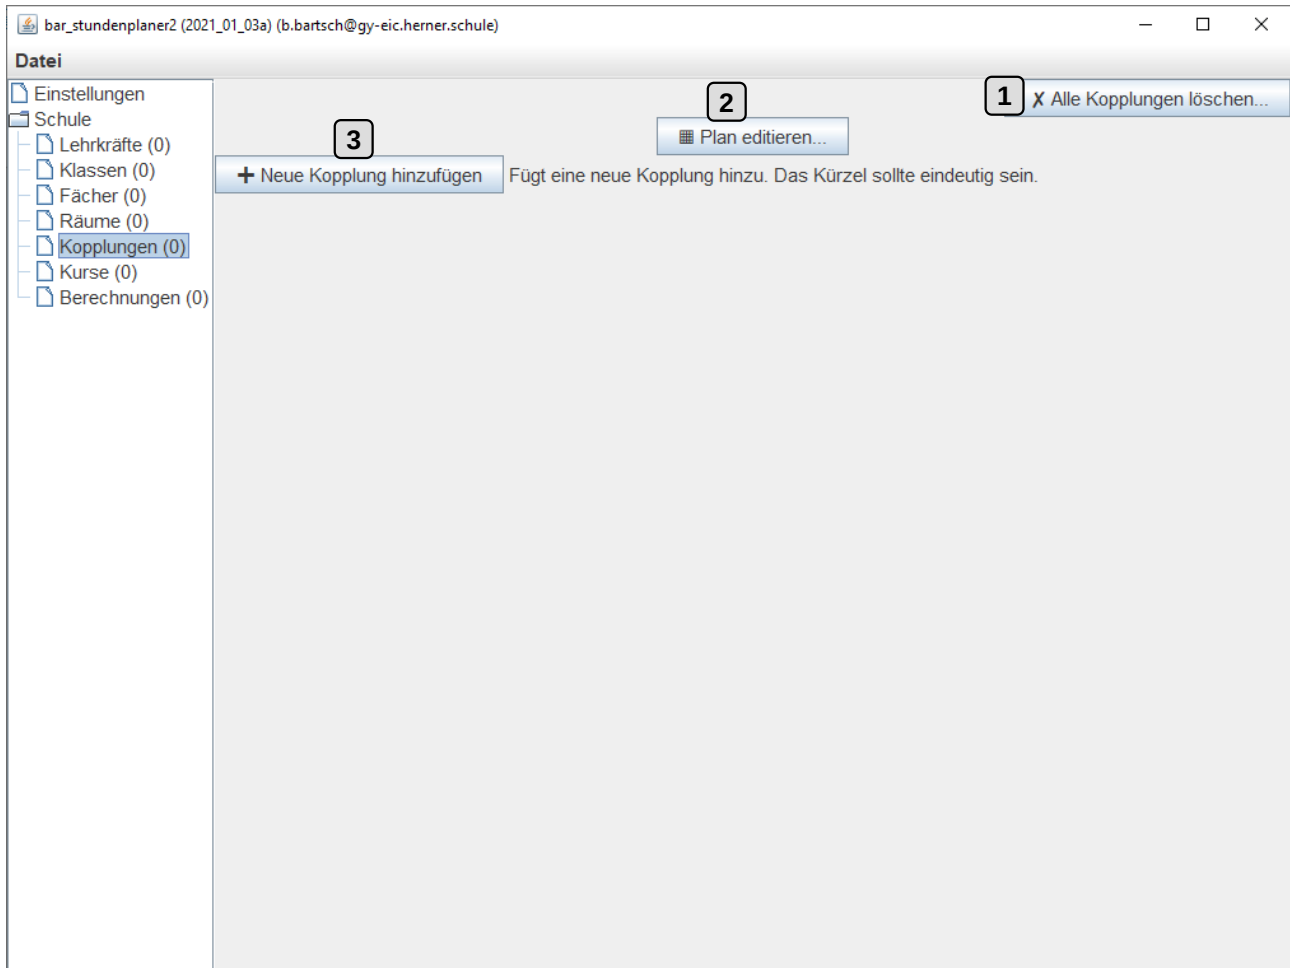 bar_stundenplaner2 (2021_01_03a) (b.bartsch@gy-eic.herner.schule)
Datei
Einstellungen
Schule
Lehrkräfte (0)
Klassen (0)
Fächer (0)
Räume (0)
Kopplungen (0)
Kurse (0)
Berechnungen (0)
1
✗ Alle Kopplungen löschen...
2
▦ Plan editieren...
3
+ Neue Kopplung hinzufügen
Fügt eine neue Kopplung hinzu. Das Kürzel sollte eindeutig sein.